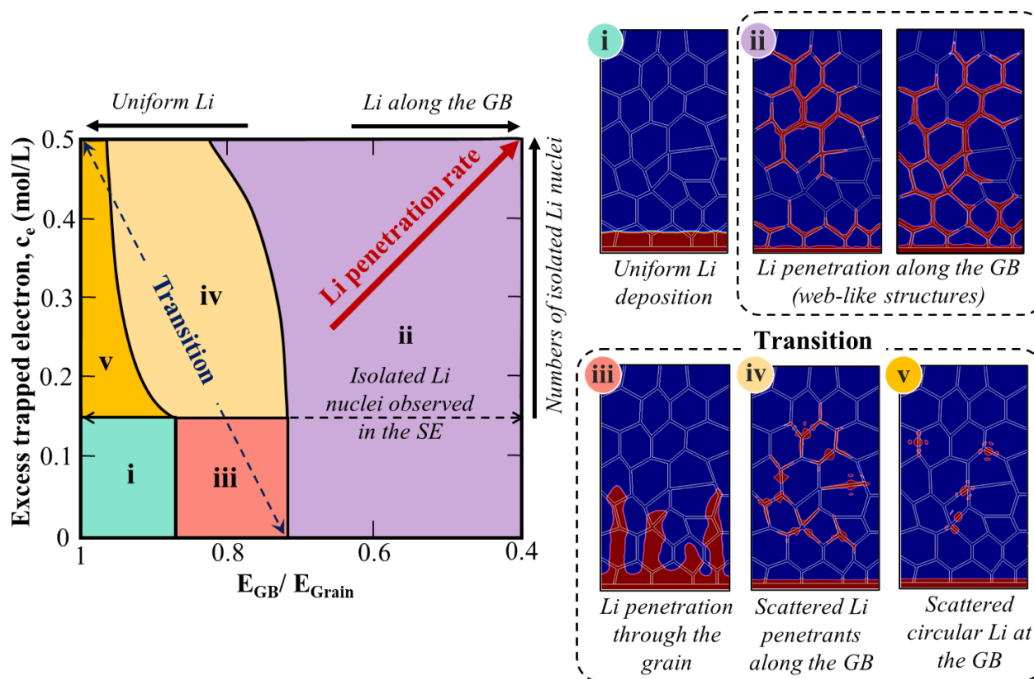 Uniform Li
Li along the GB
0.5
0.4
0.3
0.2
0.1
0
Excess trapped electron, cₑ (mol/L)
1
0.8
0.6
0.4
E_GB/ E_Grain
Li penetration rate
Transition
iv
v
ii
i
iii
Isolated Li
nuclei observed
in the SE
Numbers of isolated Li nuclei
i
Uniform Li
deposition
ii
Li penetration along the GB
(web-like structures)
Transition
iii
Li penetration
through the
grain
iv
Scattered Li
penetrants
along the GB
v
Scattered
circular Li at
the GB